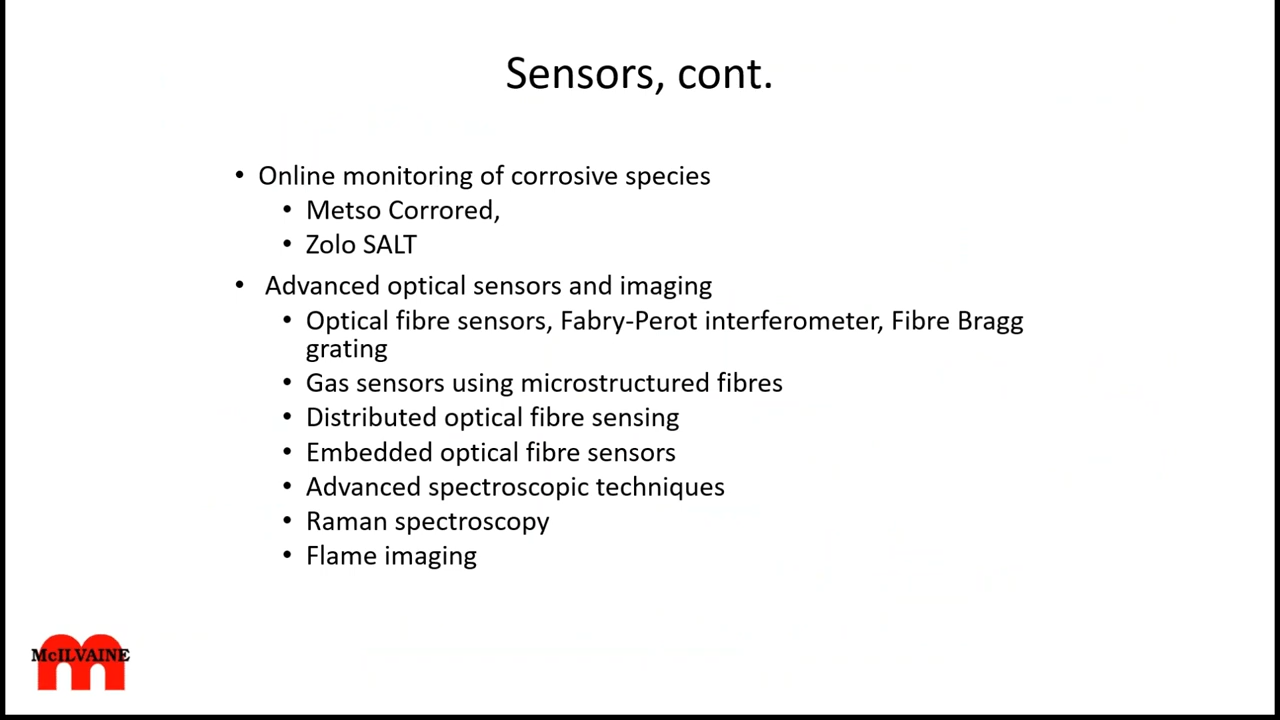 Sensors, cont.
• Online monitoring of corrosive species
• Metso Corrored,
• Zolo SALT
• Advanced optical sensors and imaging
• Optical fibre sensors, Fabry-Perot interferometer, Fibre Bragg
grating
• Gas sensors using microstructured fibres
• Distributed optical fibre sensing
• Embedded optical fibre sensors
• Advanced spectroscopic techniques
• Raman spectroscopy
• Flame imaging
McILVAINE